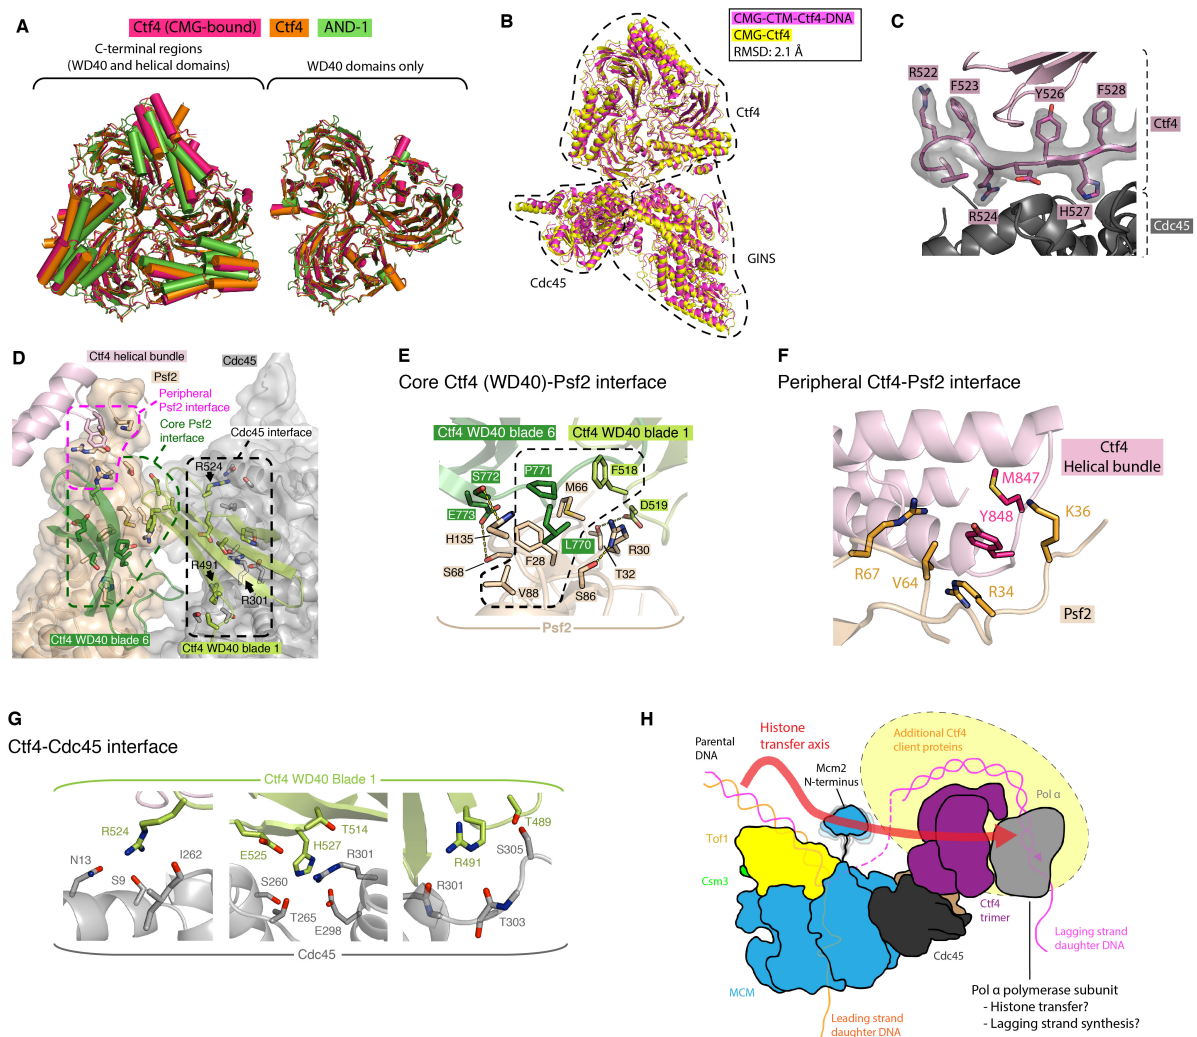 A
Ctf4 (CMG-bound) Ctf4 AND-1
C-terminal regions
(WD40 and helical domains)
WD40 domains only
B
CMG-CTM-Ctf4-DNA
CMG-Ctf4
RMSD: 2.1 Å
Ctf4
GINS
Cdc45
C
R522
F523
Y526
F528
R524
H527
Ctf4
Cdc45
D
Ctf4 helical bundle
Cdc45
Psf2
Peripheral
Psf2 interface
Core Psf2
interface
Cdc45 interface
R524
R491
R301
Ctf4 WD40 blade 6
Ctf4 WD40 blade 1
E
Core Ctf4 (WD40)-Psf2 interface
Ctf4 WD40 blade 6
Ctf4 WD40 blade 1
S772
P771
F518
M66
E773
D519
H135
L770
R30
S68
F28
T32
V88
S86
Psf2
F
Peripheral Ctf4-Psf2 interface
Ctf4
Helical bundle
M847
Y848
K36
R67
V64
R34
Psf2
G
Ctf4-Cdc45 interface
Ctf4 WD40 Blade 1
R524
N13
I262
S9
T514
E525
H527
R301
S260
T265
E298
T489
S305
R491
R301
T303
Cdc45
H
Histone
transfer axis
Parental
DNA
Mcm2
N-terminus
Additional Ctf4
client proteins
Pol α
Tof1
Csm3
Ctf4
trimer
Lagging strand
daughter DNA
Cdc45
MCM
Leading strand
daughter DNA
Pol α polymerase subunit
- Histone transfer?
- Lagging strand synthesis?